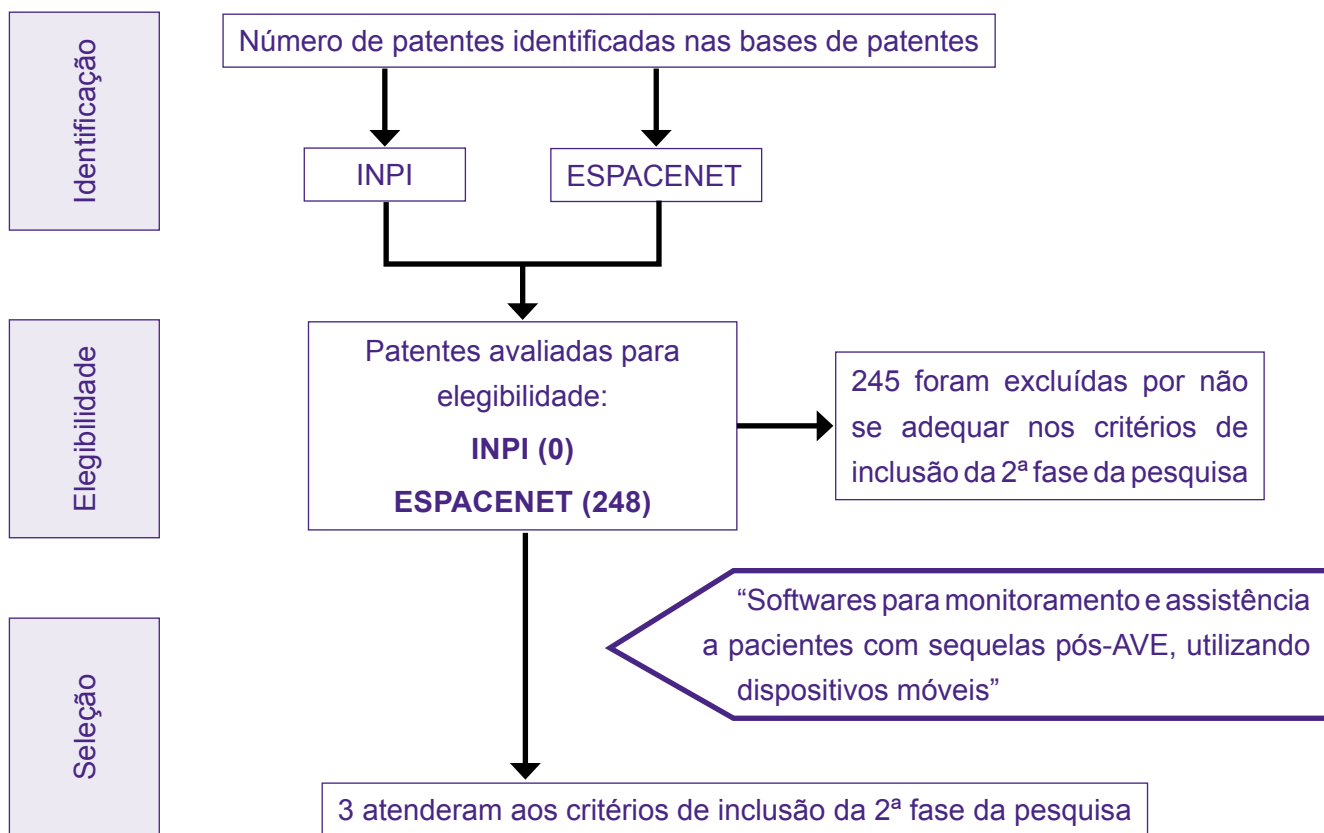 Identificação
Número de patentes identificadas nas bases de patentes
INPI
ESPACENET
Elegibilidade
Patentes avaliadas para
elegibilidade:
INPI (0)
ESPACENET (248)
245 foram excluídas por não
se adequar nos critérios de
inclusão da 2ª fase da pesquisa
Seleção
“Softwares para monitoramento e assistência
a pacientes com sequelas pós-AVE, utilizando
dispositivos móveis”
3 atenderam aos critérios de inclusão da 2ª fase da pesquisa